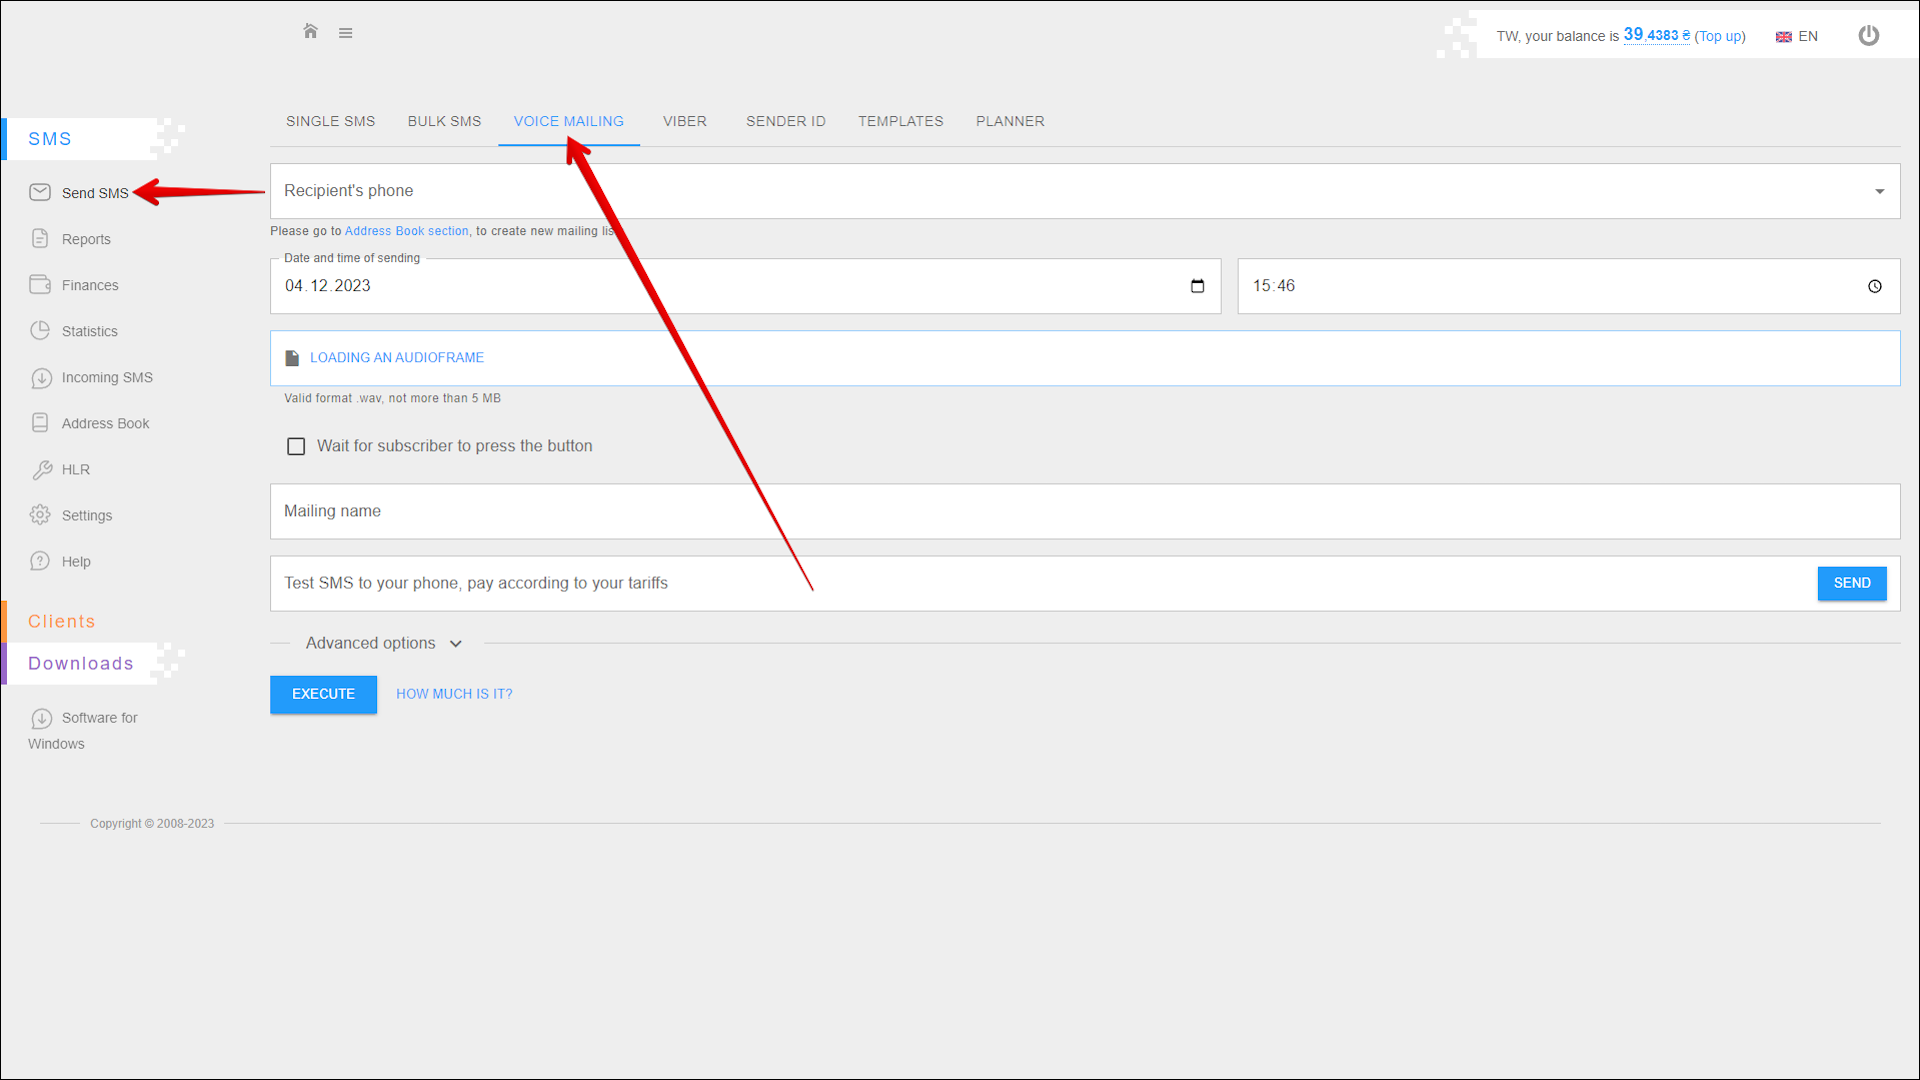 TW, your balance is 39,4383 ₴ (Top up)
EN
SMS
Send SMS
Reports
Finances
Statistics
Incoming SMS
Address Book
HLR
Settings
Help
Clients
Downloads
Software for
Windows
SINGLE SMS
BULK SMS
VOICE MAILING
VIBER
SENDER ID
TEMPLATES
PLANNER
Recipient's phone
Please go to Address Book section, to create new mailing
Date and time of sending
04.12.2023
15:46
LOADING AN AUDIOFRAME
Valid format .wav, not more than 5 MB
Wait for subscriber to press the button
Mailing name
Test SMS to your phone, pay according to your tariffs
SEND
Advanced options
EXECUTE
HOW MUCH IS IT?
Copyright © 2008-2023